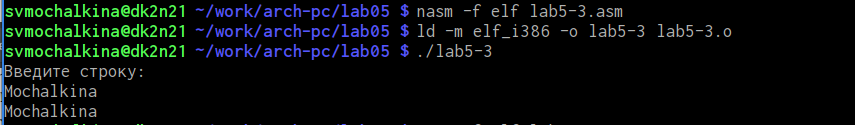 svmochalkina@dk2n21 ~/work/arch-pc/lab05 $ nasm -f elf lab5-3.asm
svmochalkina@dk2n21 ~/work/arch-pc/lab05 $ ld -m elf_i386 -o lab5-3 lab5-3.o
svmochalkina@dk2n21 ~/work/arch-pc/lab05 $ ./lab5-3
Введите строку:
Mochalkina
Mochalkina